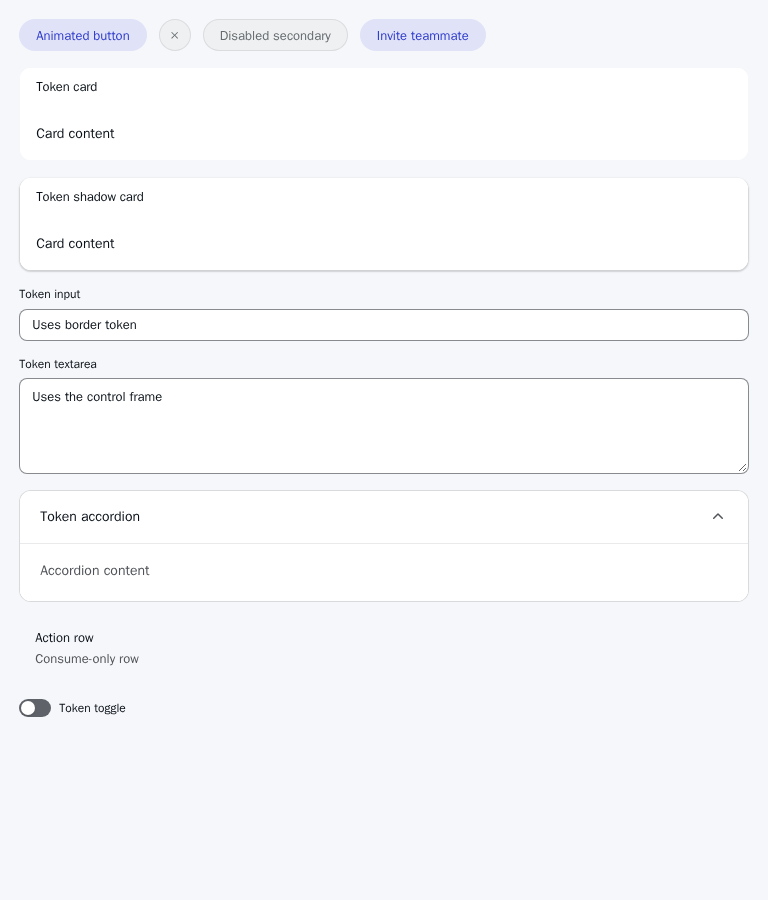 Animated button × Disabled secondary Invite teammate
Token card
Card content
Token shadow card
Card content
Token input
Uses border token
Token textarea
Uses the control frame
Token accordion
Accordion content
Action row
Consume-only row
Token toggle